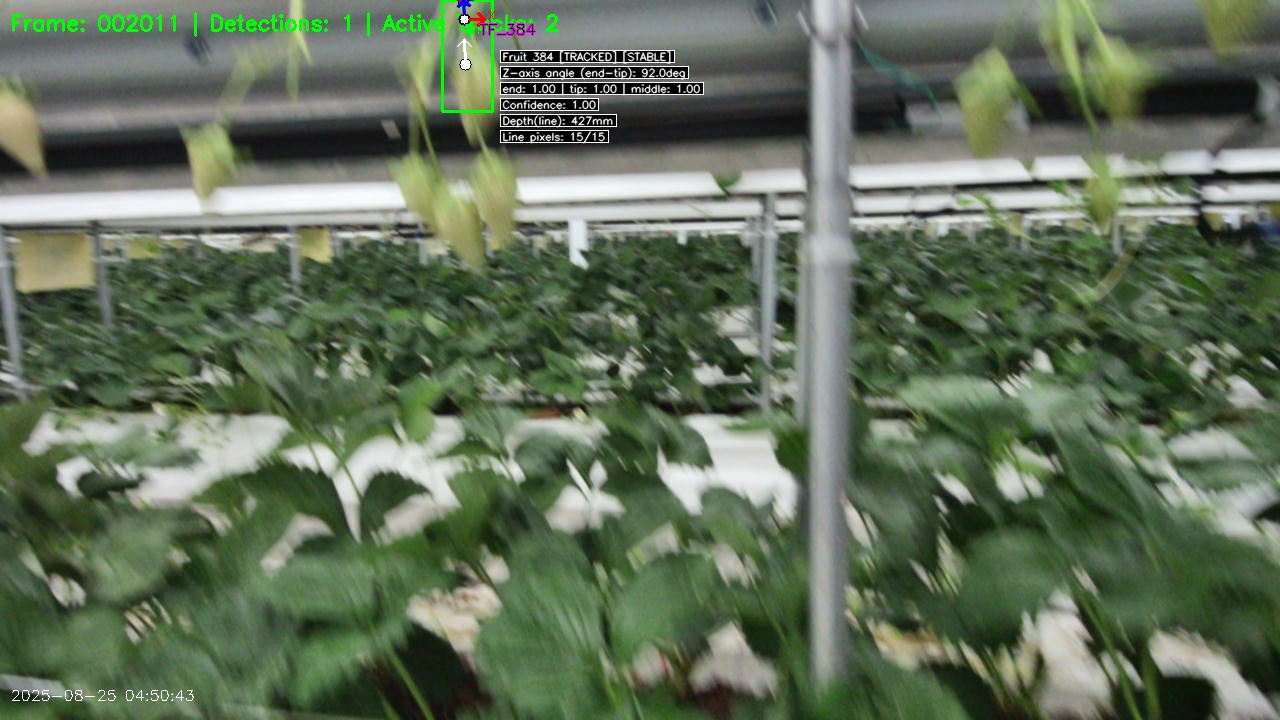 Frame: 002011 | Detections: 1 | Active
: 2
TF_384
Fruit 384 [TRACKED] [STABLE]
Z-axis angle (end-tip): 92.0deg
end: 1.00 | tip: 1.00 | middle: 1.00
Confidence: 1.00
Depth(line): 427mm
Line pixels: 15/15
2025-08-25 04:50:43